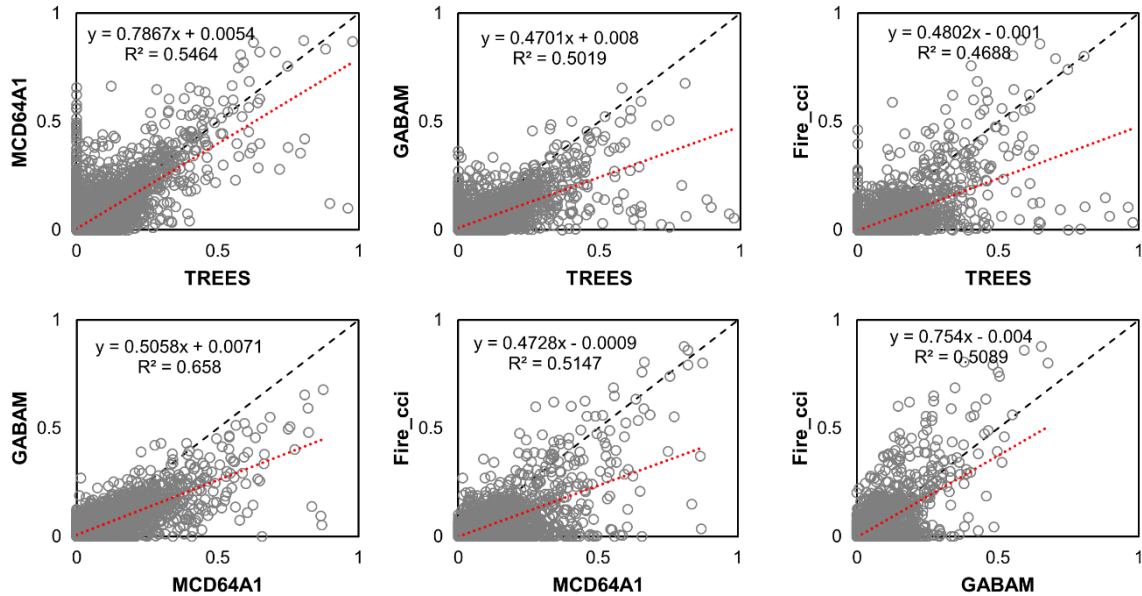 y = 0.7867x + 0.0054
R² = 0.5464
1
0.5
0
MCD64A1
0
0.5
1
TREES
y = 0.4701x + 0.008
R² = 0.5019
1
0.5
0
GABAM
0
0.5
1
TREES
y = 0.4802x - 0.001
R² = 0.4688
1
0.5
0
Fire_cci
0
0.5
1
TREES
y = 0.5058x + 0.0071
R² = 0.658
1
0.5
0
GABAM
0
0.5
1
MCD64A1
y = 0.4728x - 0.0009
R² = 0.5147
1
0.5
0
Fire_cci
0
0.5
1
MCD64A1
y = 0.754x - 0.004
R² = 0.5089
1
0.5
0
Fire_cci
0
0.5
1
GABAM